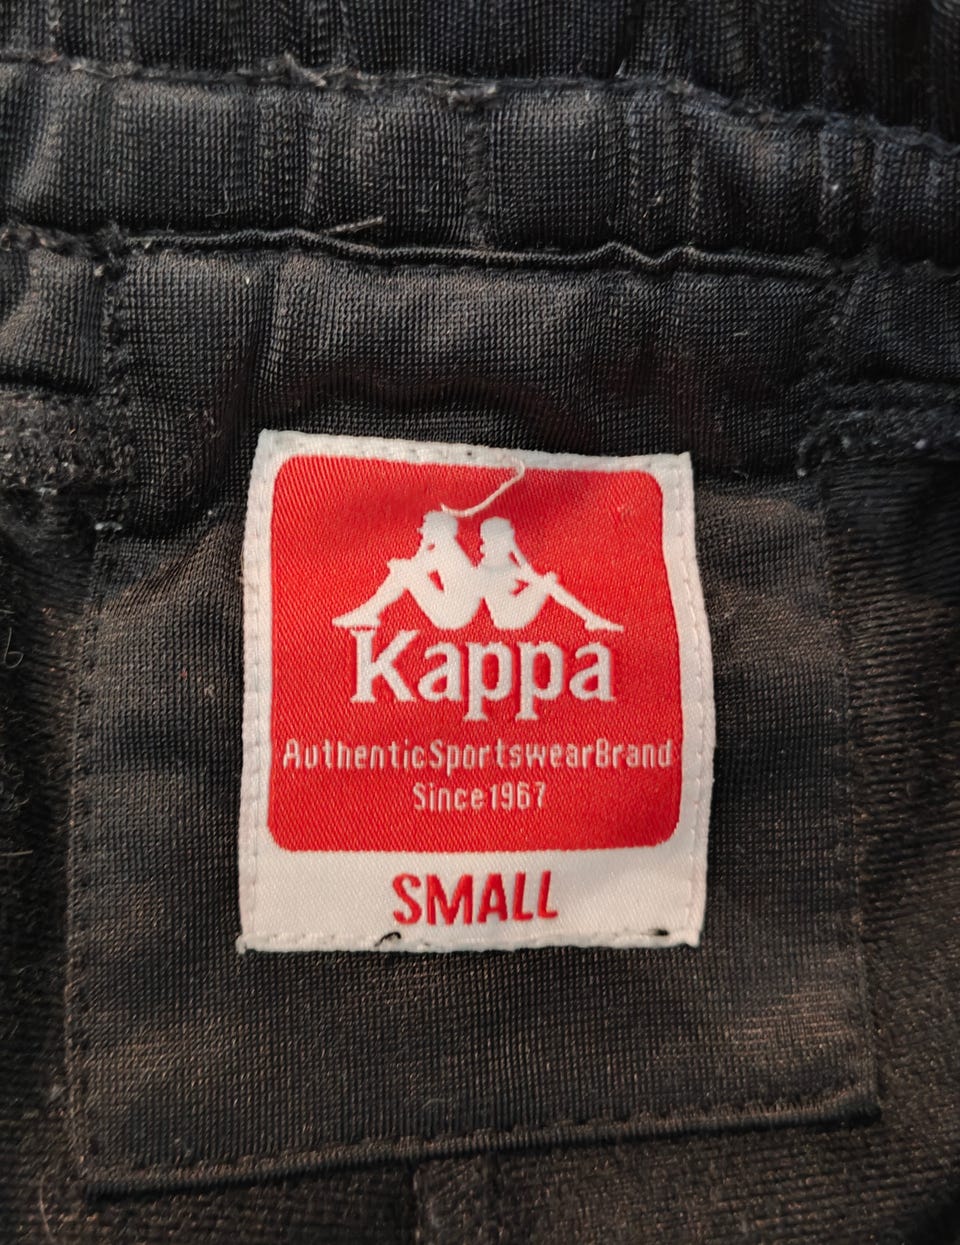 Kappa
AuthenticSportswearBrand
Since1967
SMALL